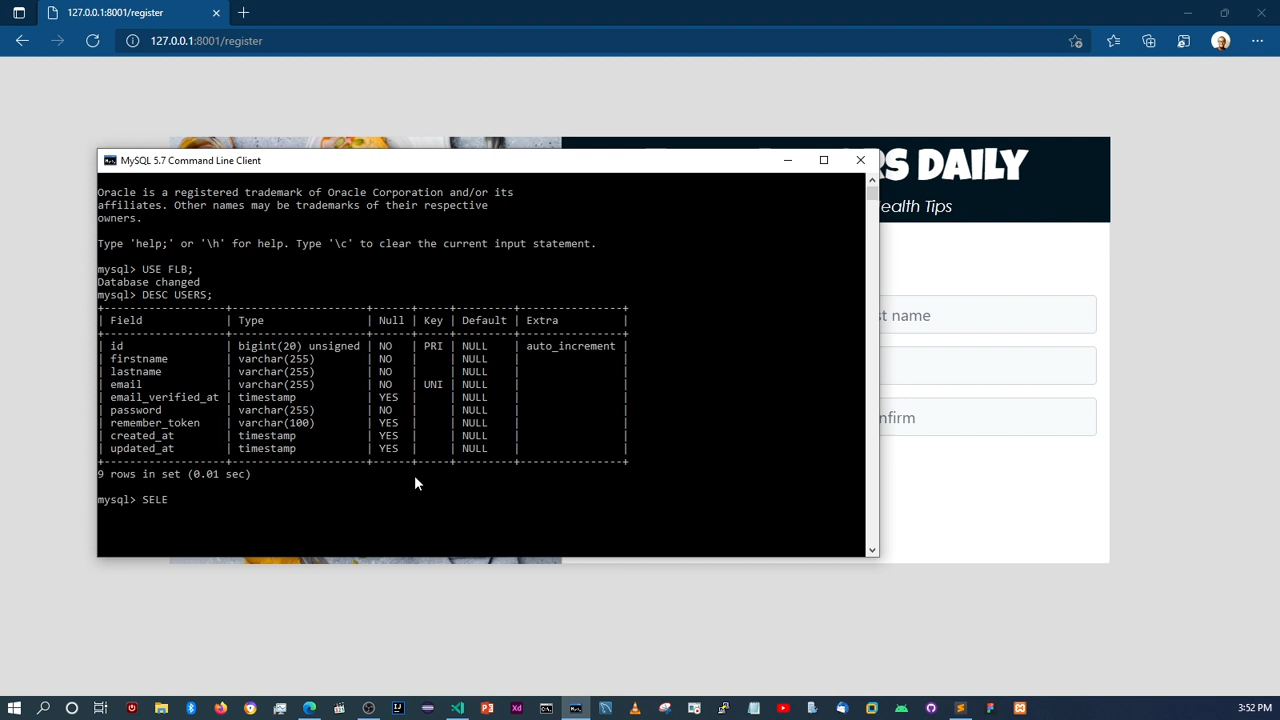 127.0.0.1:8001/register
127.0.0.1:8001/register
MySQL 5.7 Command Line Client
Oracle is a registered trademark of Oracle Corporation and/or its
affiliates. Other names may be trademarks of their respective
owners.
Type 'help;' or '\h' for help. Type '\c' to clear the current input statement.
mysql> USE FLB;
Database changed
mysql> DESC USERS;
+--------------------+---------------------+------+-----+---------+----------------+
| Field | Type | Null | Key | Default | Extra |
+--------------------+---------------------+------+-----+---------+----------------+
| id | bigint(20) unsigned | NO | PRI | NULL | auto_increment |
| firstname | varchar(255) | NO | | NULL | |
| lastname | varchar(255) | NO | | NULL | |
| email | varchar(255) | NO | UNI | NULL | |
| email_verified_at | timestamp | YES | | NULL | |
| password | varchar(255) | NO | | NULL | |
| remember_token | varchar(100) | YES | | NULL | |
| created_at | timestamp | YES | | NULL | |
| updated_at | timestamp | YES | | NULL | |
+--------------------+---------------------+------+-----+---------+----------------+
9 rows in set (0.01 sec)
mysql> SELE
RS DAILY
ealth Tips
st name
nfirm
3:52 PM